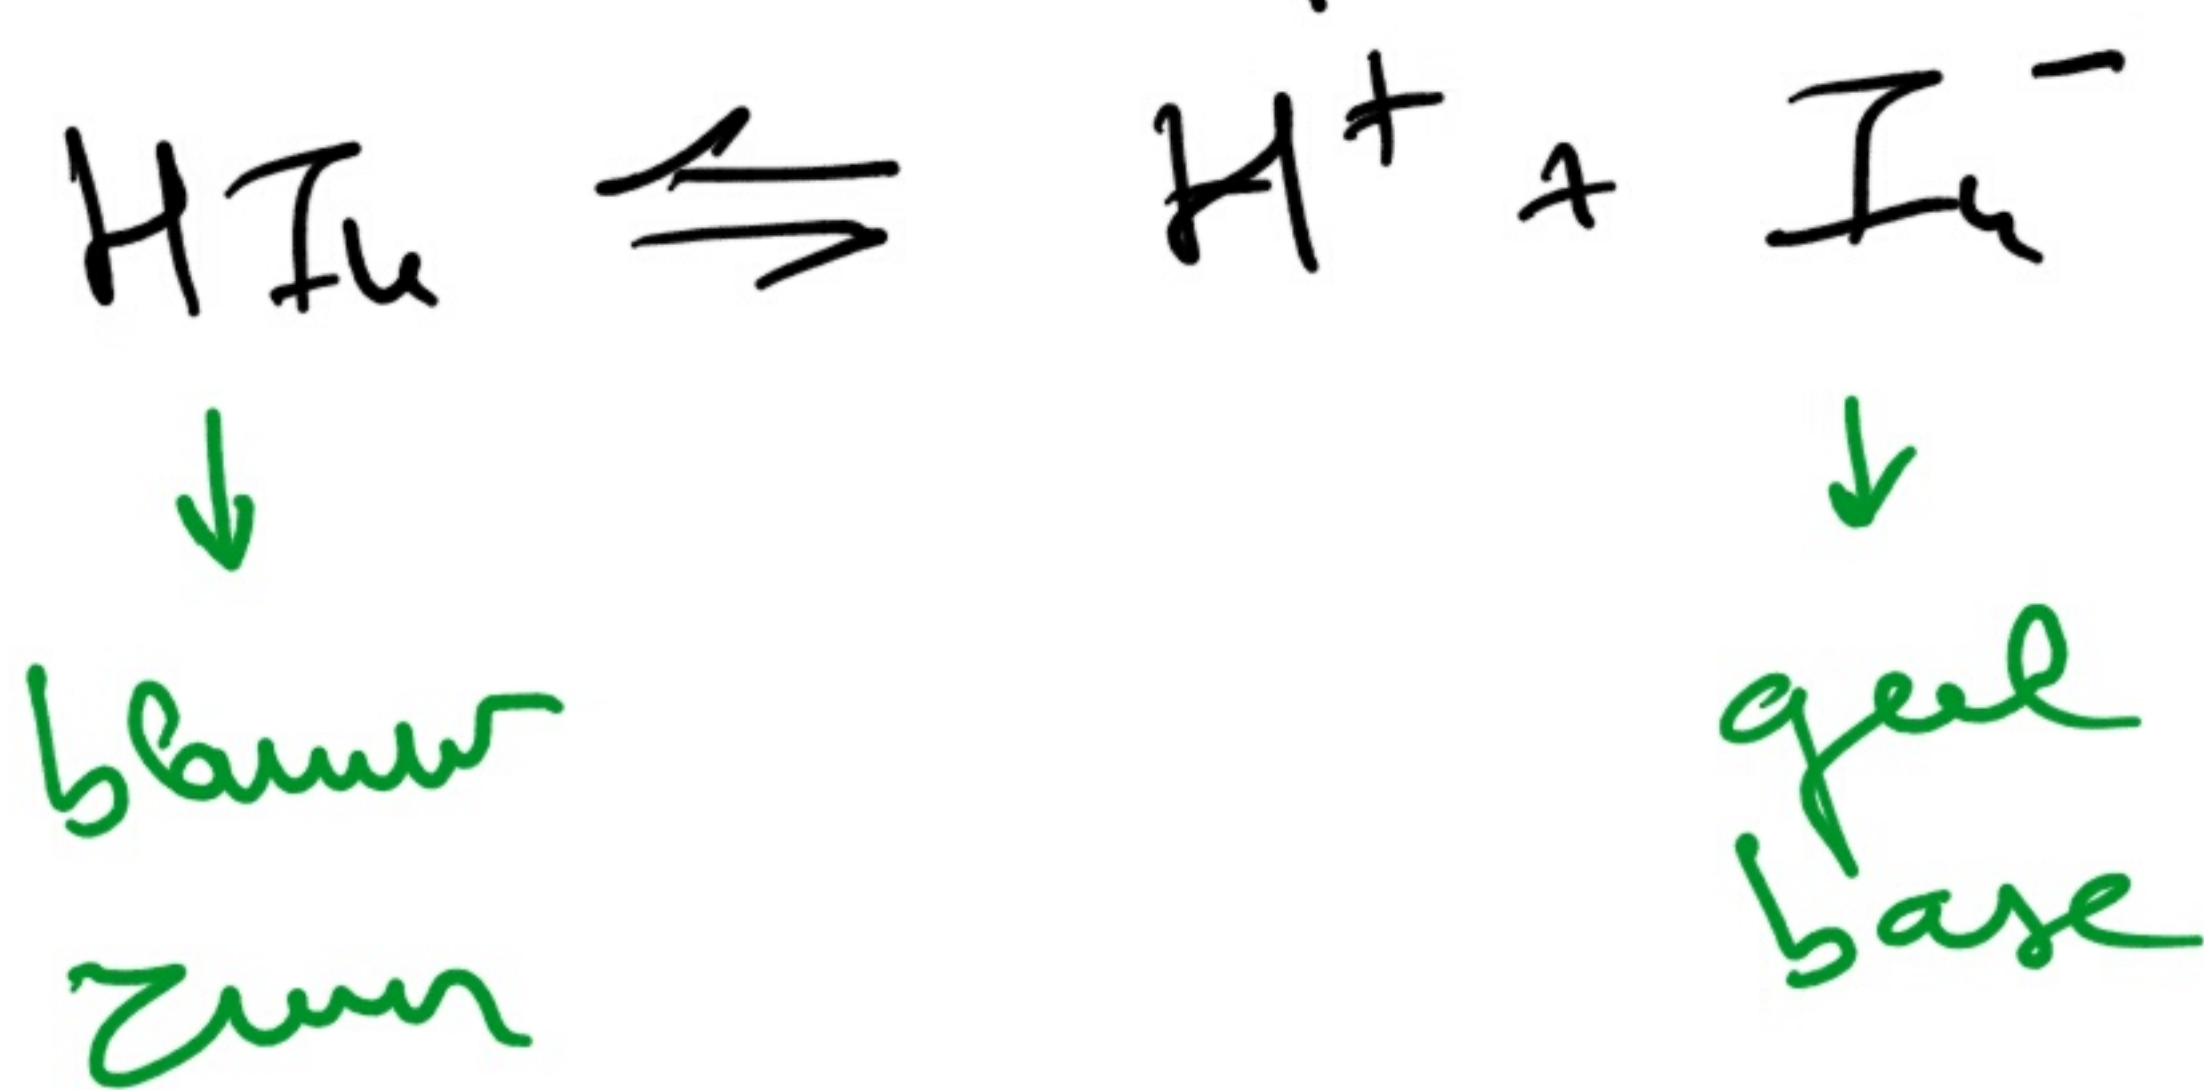 HIn ⇌ H⁺ + In⁻
↓ ↓
blauw geel
zuur base